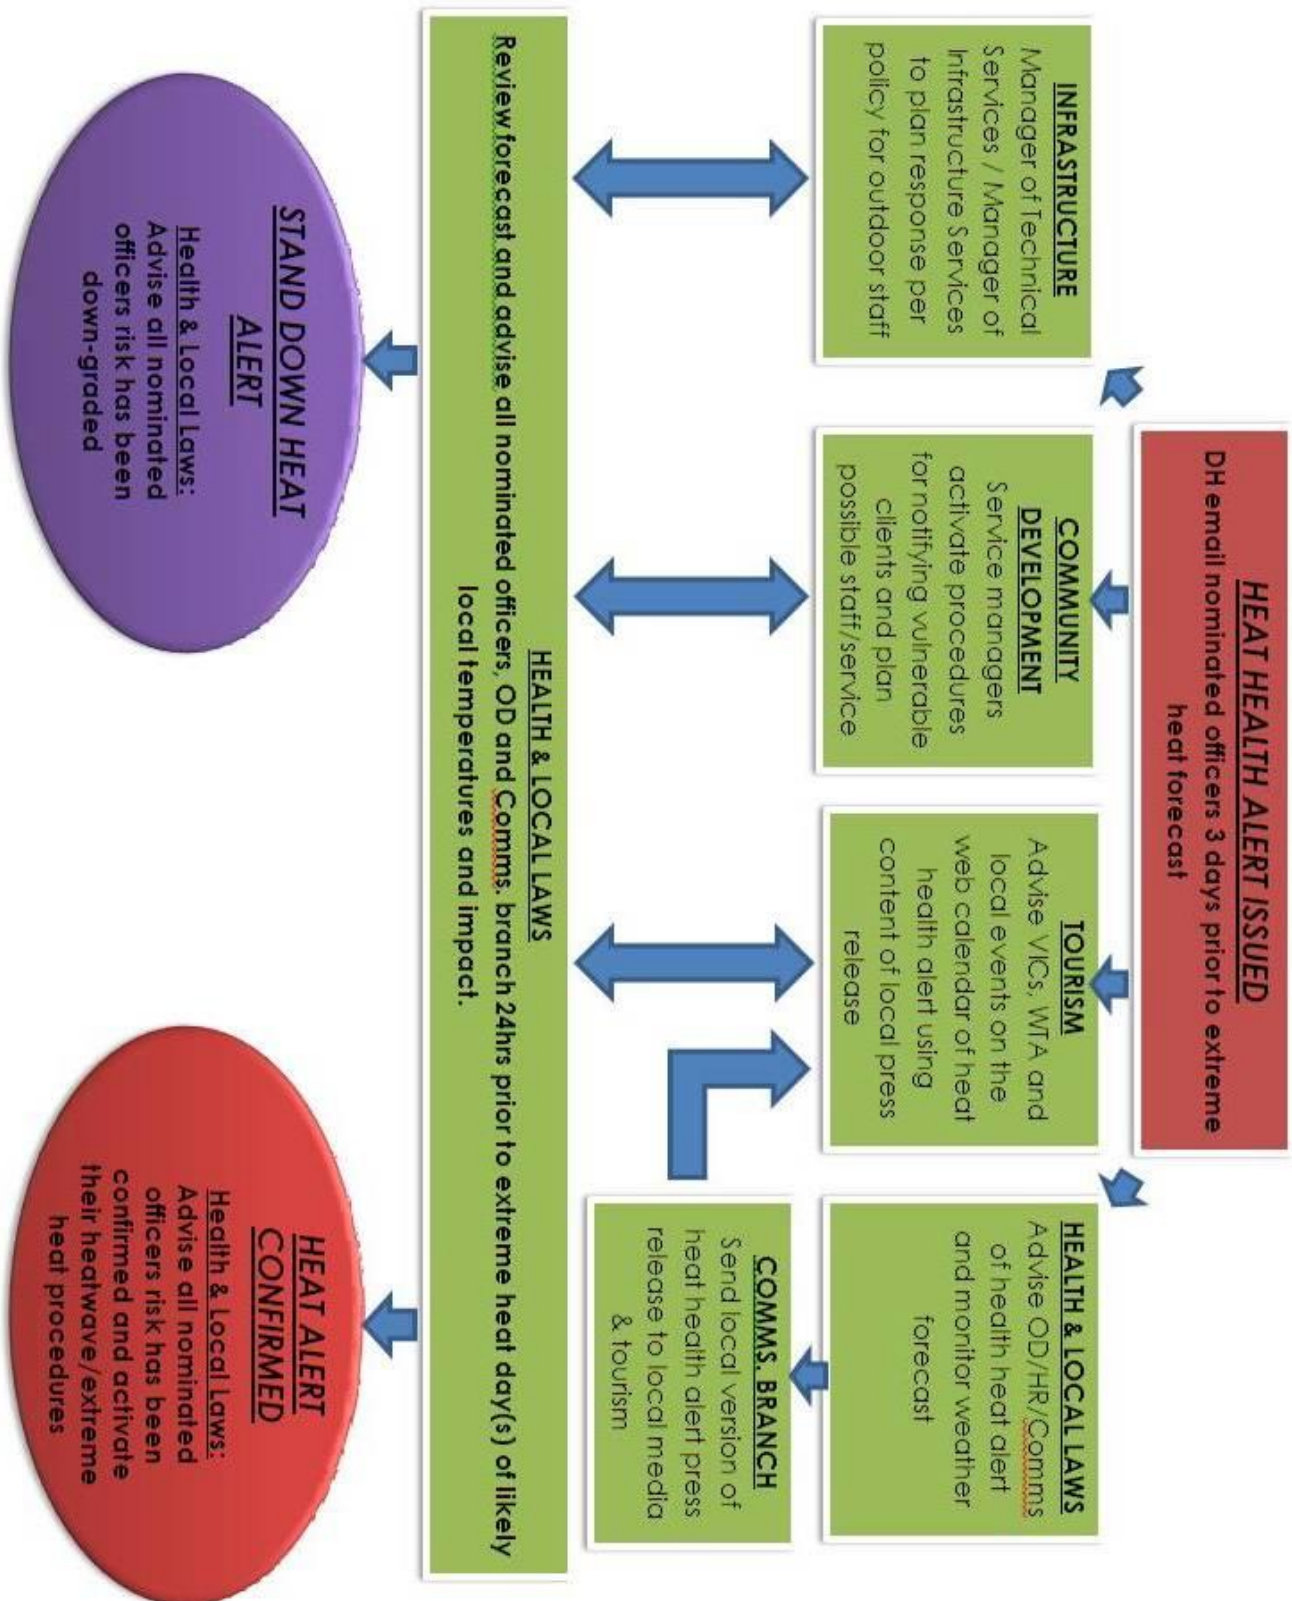 HEAT HEALTH ALERT ISSUED
DH email nominated officers 3 days prior to extreme
heat forecast
INFRASTRUCTURE
Manager of Technical
Services / Manager of
Infrastructure Services
to plan response per
policy for outdoor staff
COMMUNITY
DEVELOPMENT
Service managers
activate procedures
for notifying vulnerable
clients and plan
possible staff/service
TOURISM
Advise VICs, WTA and
local events on the
web calendar of heat
health alert using
content of local press
release
HEALTH & LOCAL LAWS
Advise OD/HR/Comms
of health heat alert
and monitor weather
forecast
COMMS. BRANCH
Send local version of
heat health alert press
release to local media
& tourism
HEALTH & LOCAL LAWS
Review forecast and advise all nominated officers, OD and Comms. branch 24hrs prior to extreme heat day(s) of likely
local temperatures and impact.
STAND DOWN HEAT
ALERT
Health & Local Laws:
Advise all nominated
officers risk has been
down-graded
HEAT ALERT
CONFIRMED
Health & Local Laws:
Advise all nominated
officers risk has been
confirmed and activate
their heatwave/extreme
heat procedures